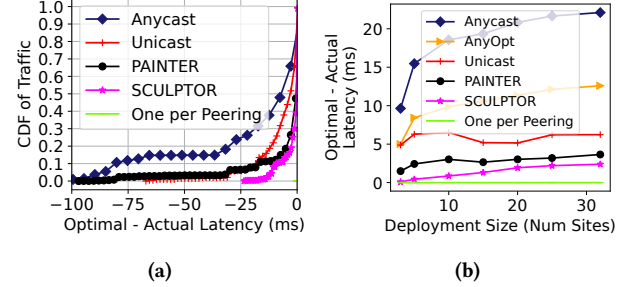 1.0
0.9
0.8
0.7
0.6
0.5
0.4
0.3
0.2
0.1
0.0
CDF of Traffic
Anycast
Unicast
PAINTER
SCULPTOR
One per Peering
−100 −75 −50 −25 0
Optimal - Actual Latency (ms)
(a)
20
15
10
5
0
Optimal - Actual
Latency (ms)
Anycast
AnyOpt
Unicast
PAINTER
SCULPTOR
One per Peering
10 20 30
Deployment Size (Num Sites)
(b)